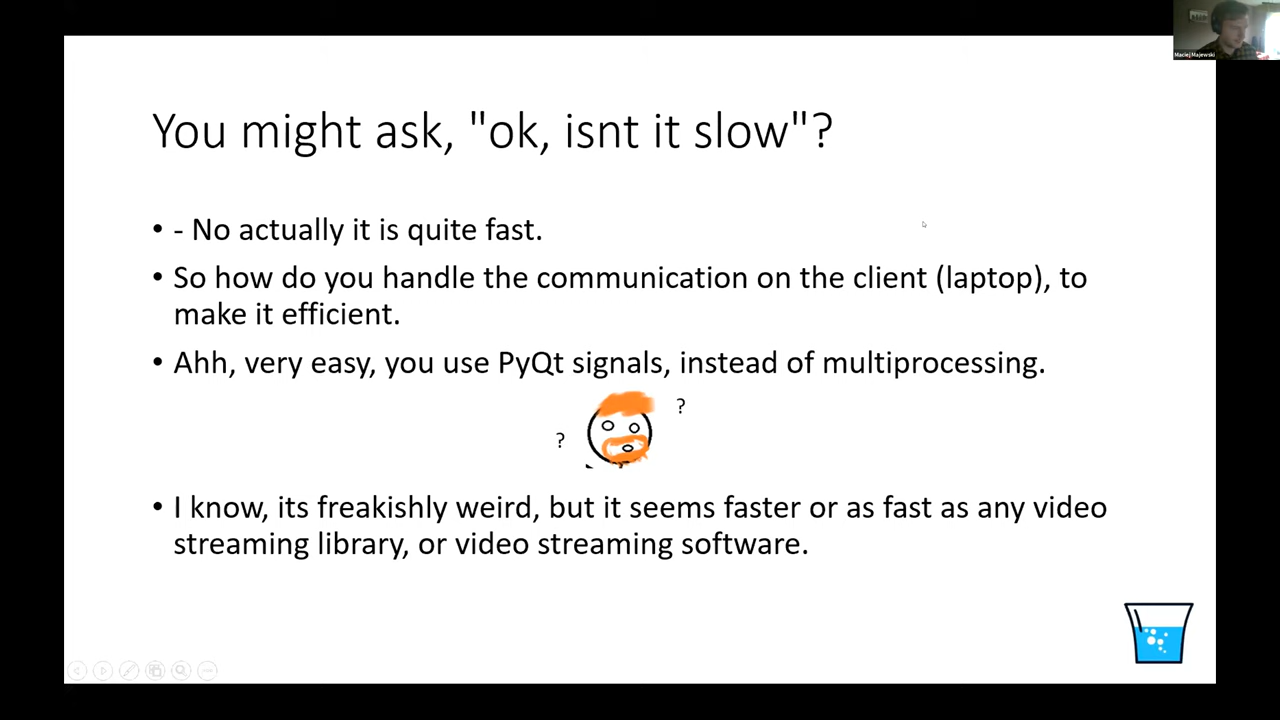 Maciej Majewski
You might ask, "ok, isnt it slow"?
• - No actually it is quite fast.
• So how do you handle the communication on the client (laptop), to
make it efficient.
• Ahh, very easy, you use PyQt signals, instead of multiprocessing.
?
?
• I know, its freakishly weird, but it seems faster or as fast as any video
streaming library, or video streaming software.